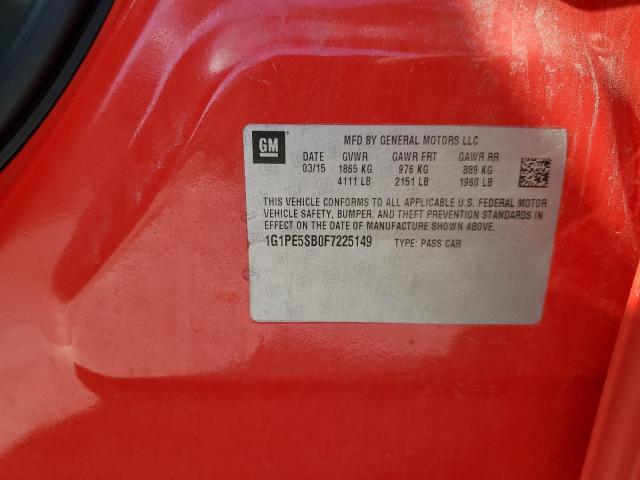 GM
MFD BY GENERAL MOTORS LLC
DATE GVWR GAWR FRT GAWR RR
03/15 1865 KG 976 KG 889 KG
4111 LB 2151 LB 1960 LB
THIS VEHICLE CONFORMS TO ALL APPLICABLE U.S. FEDERAL MOTOR
VEHICLE SAFETY, BUMPER, AND THEFT PREVENTION STANDARDS
IN EFFECT ON THE DATE OF MANUFACTURE SHOWN ABOVE.
1G1PE5SB0F7225149 TYPE: PASS CAR